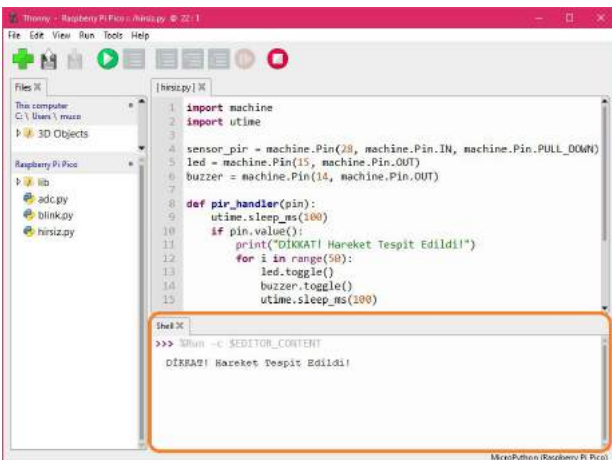 Thonny - Raspberry Pi Pico :: /hirsiz.py @ 22 : 1
File Edit View Run Tools Help
Files
This computer
C: \ Users \ muco
3D Objects
Raspberry Pi Pico
lib
adc.py
blink.py
hirsiz.py
[ hirsiz.py ]
1 import machine
2 import utime
3
4 sensor_pir = machine.Pin(28, machine.Pin.IN, machine.Pin.PULL_DOWN)
5 led = machine.Pin(15, machine.Pin.OUT)
6 buzzer = machine.Pin(14, machine.Pin.OUT)
7
8 def pir_handler(pin):
9 utime.sleep_ms(100)
10 if pin.value():
11 print("DİKKAT! Hareket Tespit Edildi!")
12 for i in range(50):
13 led.toggle()
14 buzzer.toggle()
15 utime.sleep_ms(100)
Shell
>>> %Run -c $EDITOR_CONTENT
DİKKAT! Hareket Tespit Edildi!
MicroPython (Raspberry Pi Pico)